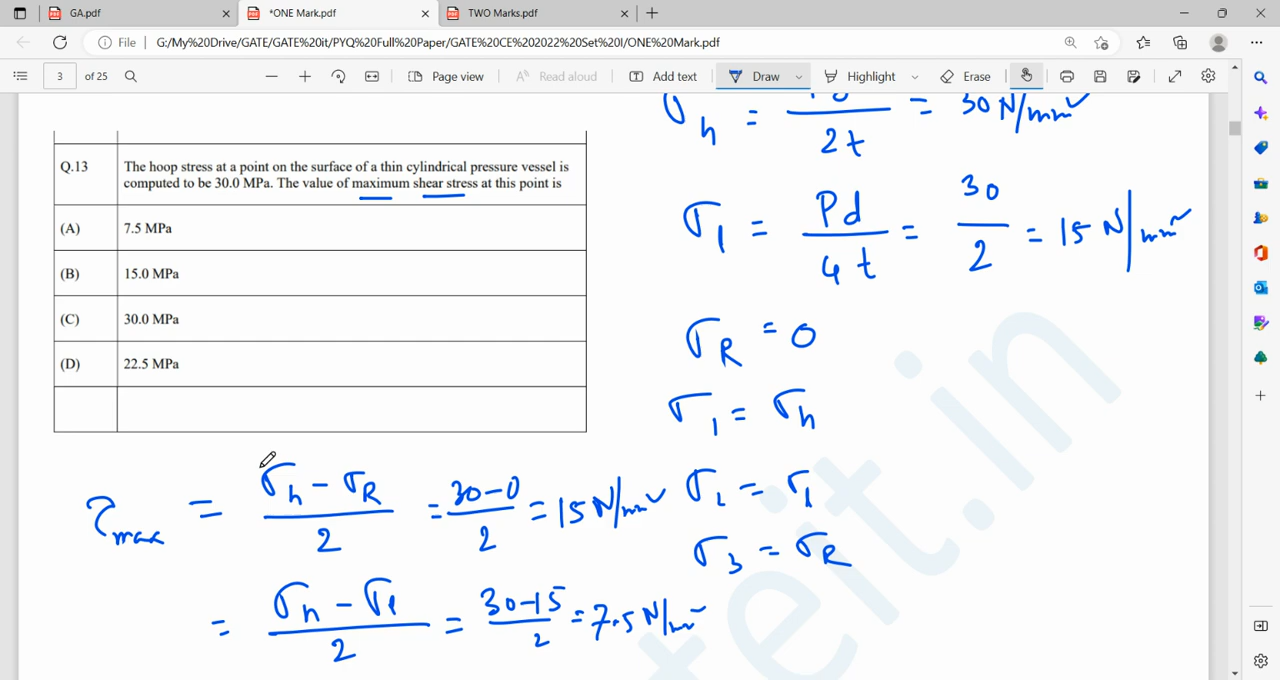 GA.pdf
*ONE Mark.pdf
TWO Marks.pdf
File
G:/My%20Drive/GATE/GATE%20it/PYQ%20Full%20Paper/GATE%20CE%202022%20Set%20I/ONE%20Mark.pdf
3 of 25
Page view
Read aloud
Add text
Draw
Highlight
Erase
Q.13 The hoop stress at a point on the surface of a thin cylindrical pressure vessel is
computed to be 30.0 MPa. The value of maximum shear stress at this point is
(A) 7.5 MPa
(B) 15.0 MPa
(C) 30.0 MPa
(D) 22.5 MPa
σh = / 2t = 30 N/mm²
σl = Pd / 4t = 30 / 2 = 15 N/mm²
σR = 0
σ1 = σh
σ2 = σl
σ3 = σR
τmax = σh - σR / 2 = 30-0 / 2 = 15 N/mm²
= σh - σl / 2 = 30-15 / 2 = 7.5 N/mm²
eit.in